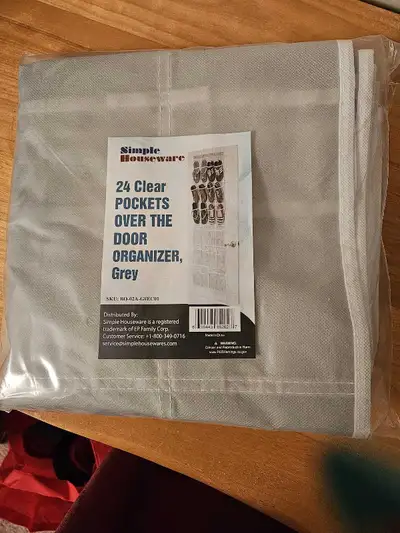 Simple
Houseware
24 Clear
POCKETS
OVER THE
DOOR
ORGANIZER,
Grey
Distributed By:
Simple Houseware is a registered
trademark of EP Family Corp.
Customer Service: +1-800-349-0716
service@simplehousewares.com
WARNING: